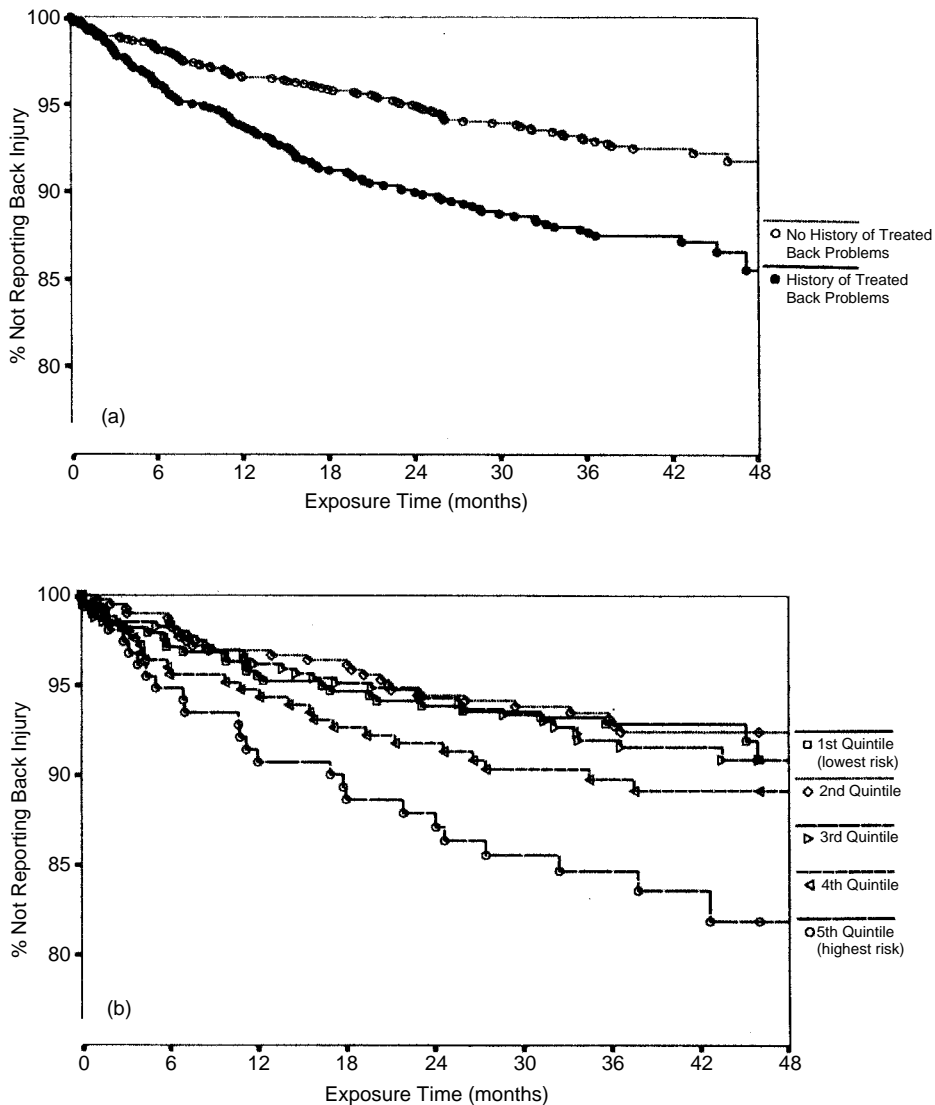 100
95
90
85
80
% Not Reporting Back Injury
(a)
0 6 12 18 24 30 36 42 48
Exposure Time (months)
No History of Treated
Back Problems
History of Treated
Back Problems
100
95
90
85
80
% Not Reporting Back Injury
(b)
0 6 12 18 24 30 36 42 48
Exposure Time (months)
1st Quintile
(lowest risk)
2nd Quintile
3rd Quintile
4th Quintile
5th Quintile
(highest risk)